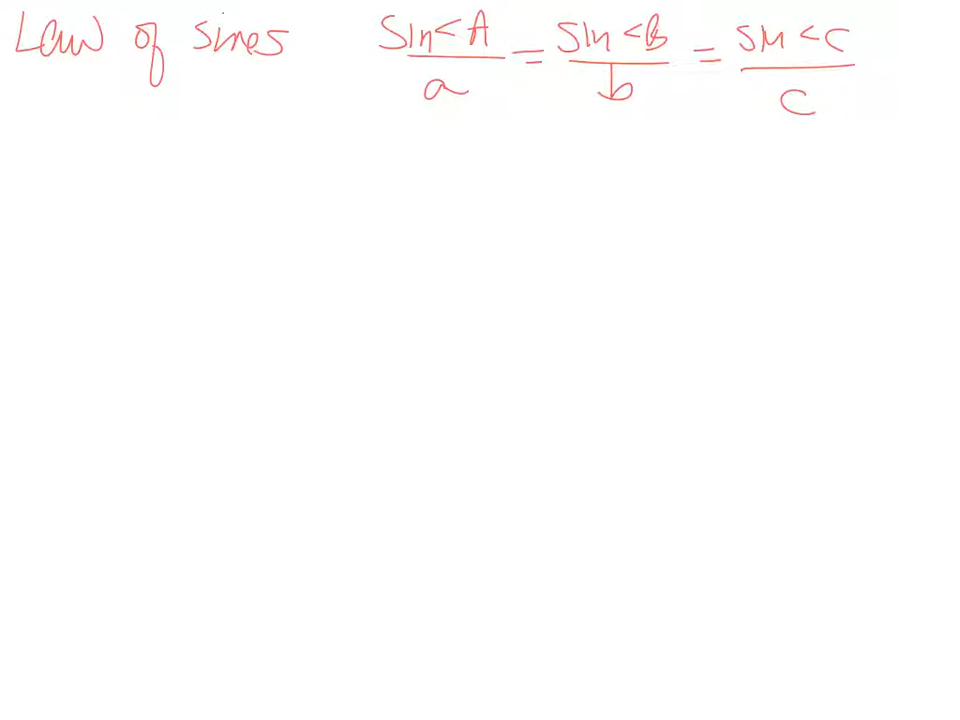 Law of sines sin<A / a = sin<B / b = sin<C / c